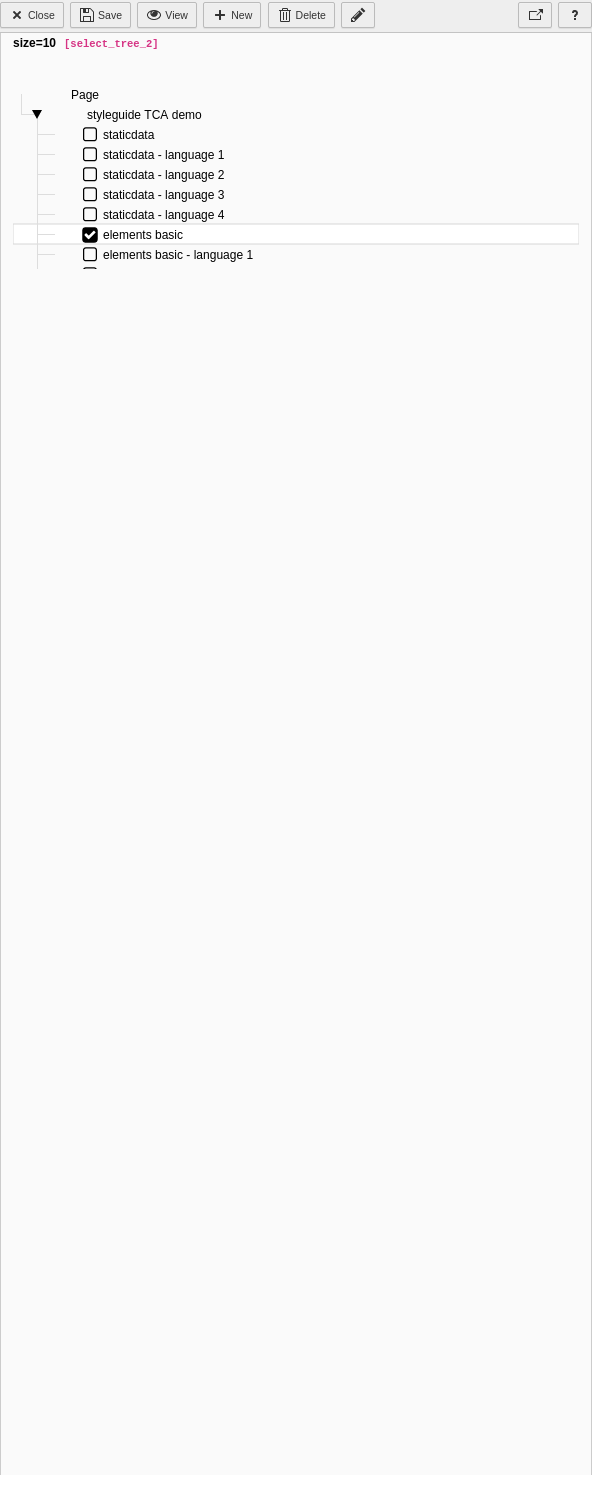 Close Save View New Delete ?
size=10 [select_tree_2]
Page
styleguide TCA demo
staticdata
staticdata - language 1
staticdata - language 2
staticdata - language 3
staticdata - language 4
elements basic
elements basic - language 1